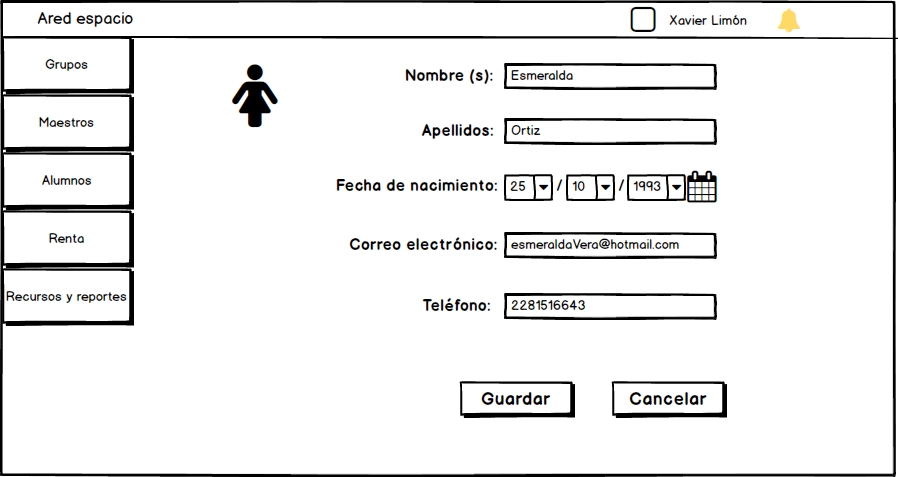 Ared espacio
Xavier Limón
Grupos
Maestros
Alumnos
Renta
Recursos y reportes
Nombre (s): Esmeralda
Apellidos: Ortiz
Fecha de nacimiento: 25 / 10 / 1993
Correo electrónico: esmeraldaVera@hotmail.com
Teléfono: 2281516643
Guardar
Cancelar